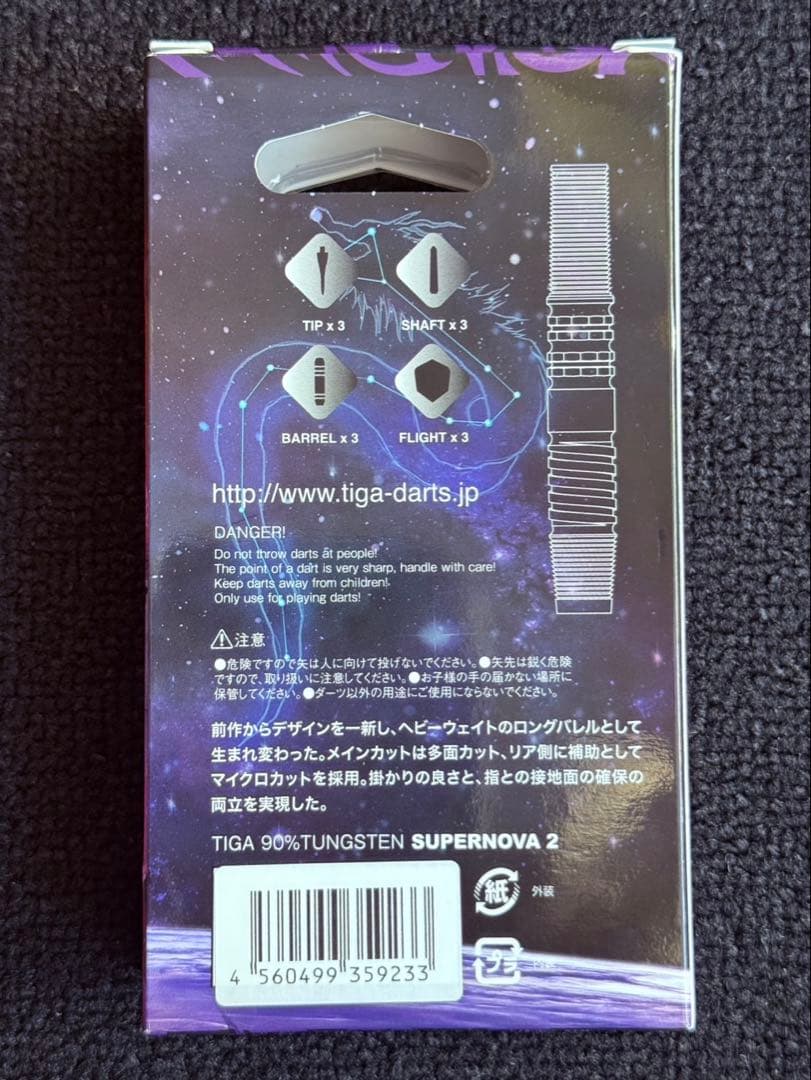 TIP x 3
SHAFT x 3
BARREL x 3
FLIGHT x 3
http://www.tiga-darts.jp
DANGER!
Do not throw darts at people!
The point of a dart is very sharp, handle with care!
Keep darts away from children!
Only use for playing darts!
注意
●危険ですので矢は人に向けて投げないでください。●矢先は鋭く危険
ですので、取り扱いに注意してください。●お子様の手の届かない場所に
保管してください。●ダーツ以外の用途にご使用にならないでください。
前作からデザインを一新し、ヘビーウェイトのロングバレルとして
生まれ変わった。メインカットは多面カット、リア側に補助として
マイクロカットを採用。掛かりの良さと、指との接地面の確保の
両立を実現した。
TIGA 90%TUNGSTEN SUPERNOVA 2
紙 外装
プラ
4 560499 359233